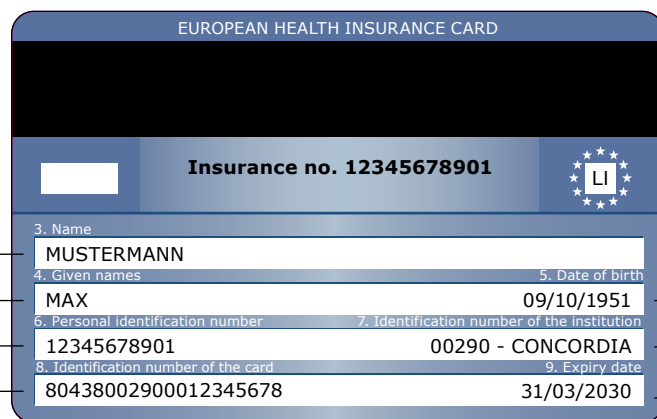 EUROPEAN HEALTH INSURANCE CARD
Insurance no. 12345678901
LI
3. Name
MUSTERMANN
4. Given names 5. Date of birth
MAX 09/10/1951
6. Personal identification number 7. Identification number of the institution
12345678901 00290 - CONCORDIA
8. Identification number of the card 9. Expiry date
80438002900012345678 31/03/2030